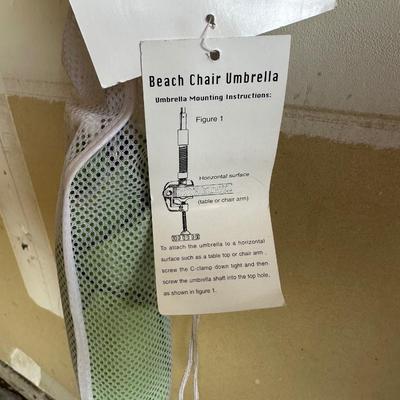 Beach Chair Umbrella
Umbrella Mounting Instructions:
Figure 1
Horizontal surface
(table or chair arm)
To attach the umbrella to a horizontal
surface such as a table top or chair arm ,
screw the C-clamp down tight and then
screw the umbrella shaft into the top hole,
as shown in figure 1.